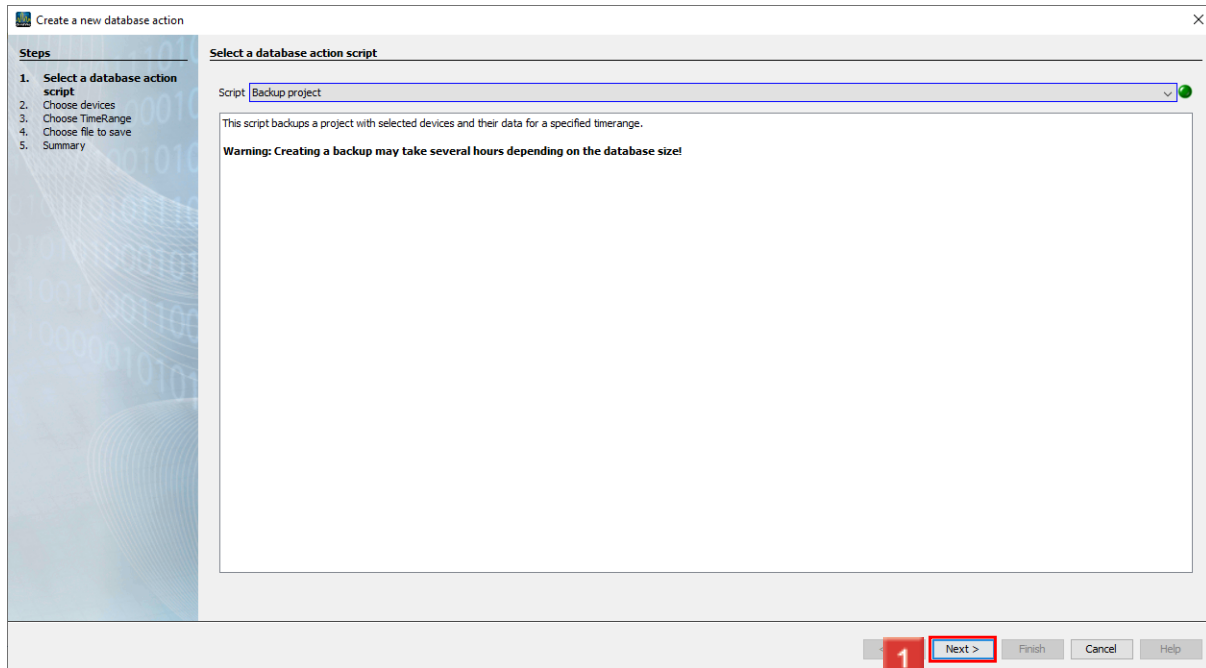 Create a new database action
Steps
1. Select a database action
script
2. Choose devices
3. Choose TimeRange
4. Choose file to save
5. Summary
Select a database action script
Script Backup project
This script backups a project with selected devices and their data for a specified timerange.
Warning: Creating a backup may take several hours depending on the database size!
1
Next >
Finish
Cancel
Help